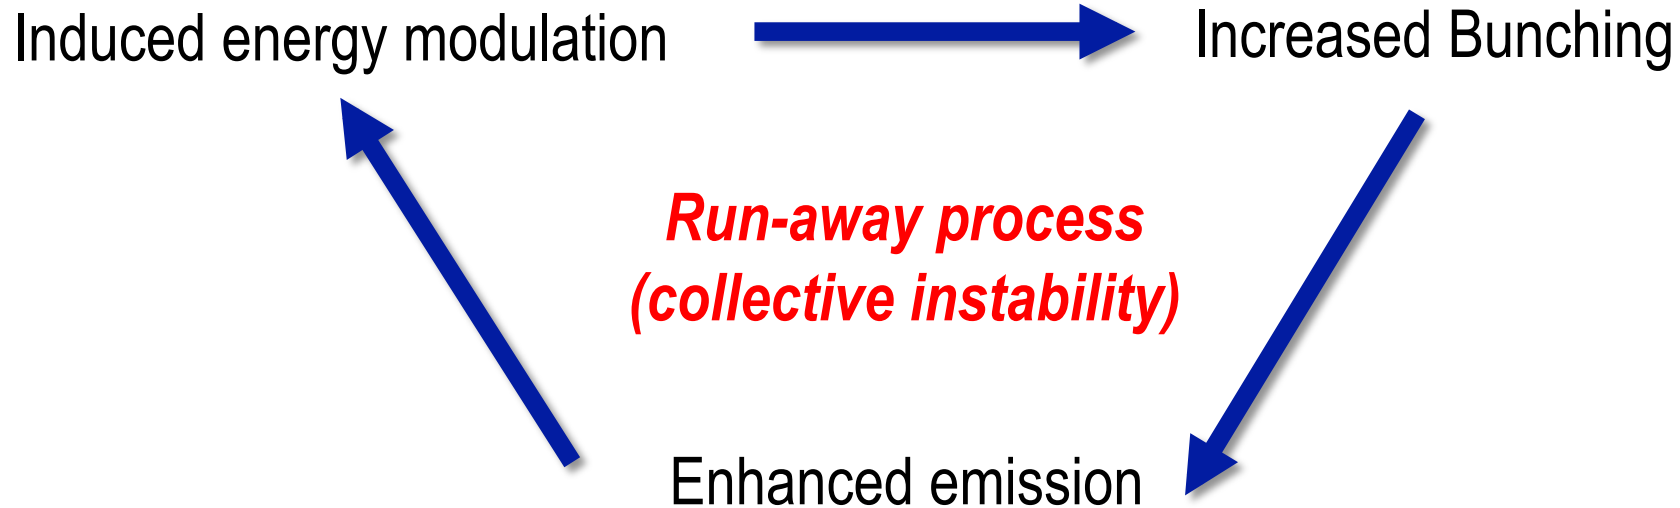 Induced energy modulation
Increased Bunching
Run-away process
(collective instability)
Enhanced emission